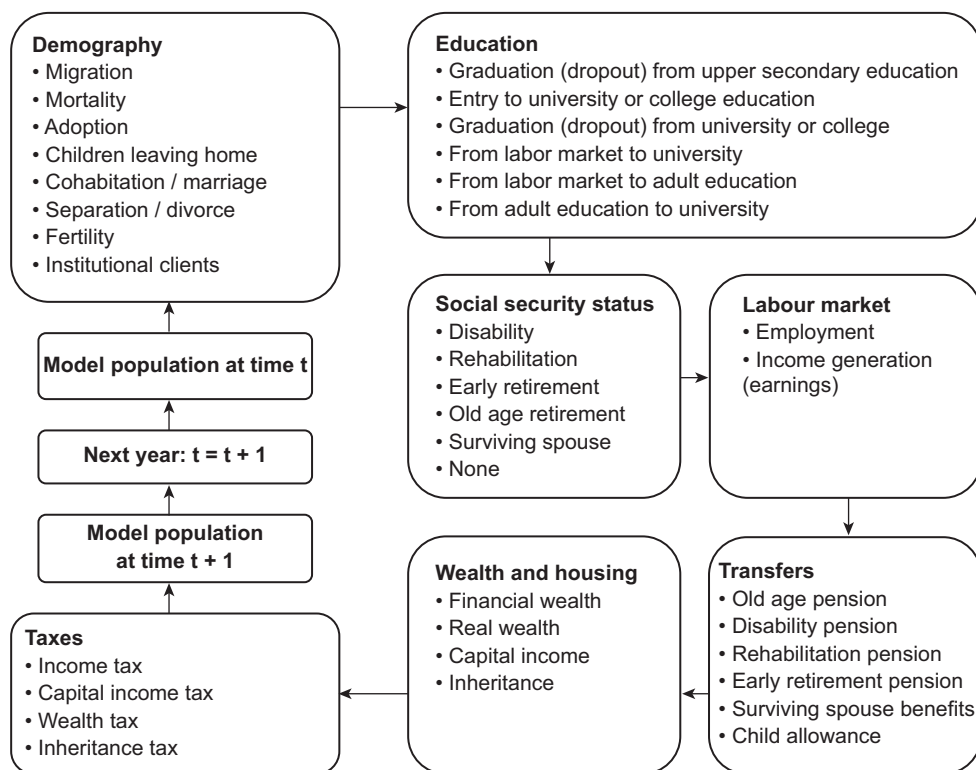 Demography
• Migration
• Mortality
• Adoption
• Children leaving home
• Cohabitation / marriage
• Separation / divorce
• Fertility
• Institutional clients
Education
• Graduation (dropout) from upper secondary education
• Entry to university or college education
• Graduation (dropout) from university or college
• From labor market to university
• From labor market to adult education
• From adult education to university
Social security status
• Disability
• Rehabilitation
• Early retirement
• Old age retirement
• Surviving spouse
• None
Labour market
• Employment
• Income generation
(earnings)
Transfers
• Old age pension
• Disability pension
• Rehabilitation pension
• Early retirement pension
• Surviving spouse benefits
• Child allowance
Wealth and housing
• Financial wealth
• Real wealth
• Capital income
• Inheritance
Taxes
• Income tax
• Capital income tax
• Wealth tax
• Inheritance tax
Model population
at time t + 1
Next year: t = t + 1
Model population at time t